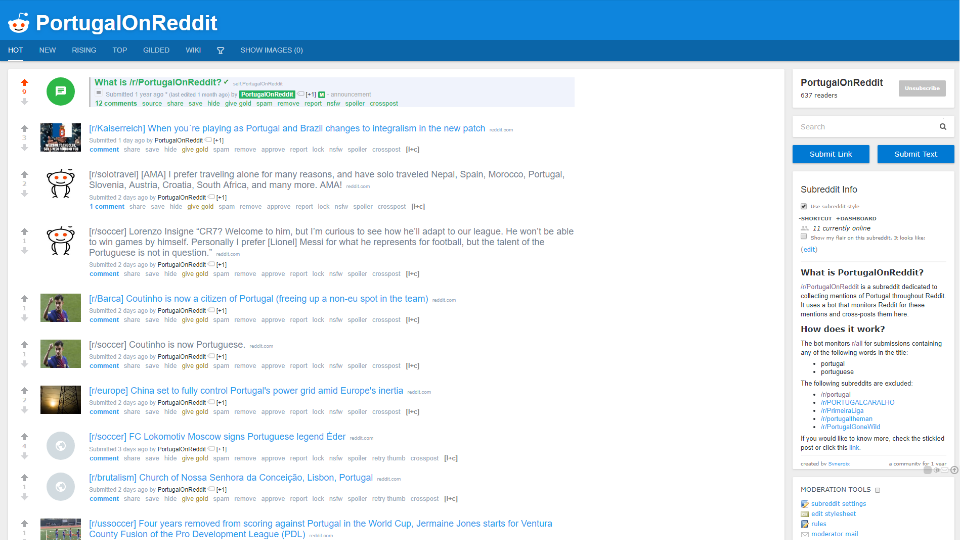 PortugalOnReddit
HOT NEW RISING TOP GILDED WIKI SHOW IMAGES (0)
9
What is /r/PortugalOnReddit? ✔ self.PortugalOnReddit
Submitted 1 year ago * (last edited 1 month ago) by PortugalOnReddit [+1] - announcement
12 comments source share save hide give gold spam remove report nsfw spoiler crosspost
3
[r/Kaiserreich] When you´re playing as Portugal and Brazil changes to integralism in the new patch reddit.com
Submitted 1 day ago by PortugalOnReddit [+1]
comment share save hide give gold spam remove approve report lock nsfw spoiler crosspost [l+c]
2
[r/solotravel] [AMA] I prefer traveling alone for many reasons, and have solo traveled Nepal, Spain, Morocco, Portugal,
Slovenia, Austria, Croatia, South Africa, and many more. AMA! reddit.com
Submitted 2 days ago by PortugalOnReddit [+1]
1 comment share save hide give gold spam remove approve report lock nsfw spoiler crosspost [l+c]
1
[r/soccer] Lorenzo Insigne “CR7? Welcome to him, but I’m curious to see how he’ll adapt to our league. He won’t be able
to win games by himself. Personally I prefer [Lionel] Messi for what he represents for football, but the talent of the
Portuguese is not in question.” reddit.com
Submitted 2 days ago by PortugalOnReddit [+1]
comment share save hide give gold spam remove approve report lock nsfw spoiler crosspost [l+c]
1
[r/Barca] Coutinho is now a citizen of Portugal (freeing up a non-eu spot in the team) reddit.com
Submitted 2 days ago by PortugalOnReddit [+1]
comment share save hide give gold spam remove approve report lock nsfw spoiler crosspost [l+c]
1
[r/soccer] Coutinho is now Portuguese. reddit.com
Submitted 2 days ago by PortugalOnReddit [+1]
comment share save hide give gold spam remove approve report lock nsfw spoiler crosspost [l+c]
2
[r/europe] China set to fully control Portugal's power grid amid Europe's inertia reddit.com
Submitted 2 days ago by PortugalOnReddit [+1]
comment share save hide give gold spam remove approve report lock nsfw spoiler crosspost [l+c]
4
[r/soccer] FC Lokomotiv Moscow signs Portuguese legend Éder reddit.com
Submitted 3 days ago by PortugalOnReddit [+1]
comment share save hide give gold spam remove approve report lock nsfw spoiler retry thumb crosspost [l+c]
1
[r/brutalism] Church of Nossa Senhora da Conceição, Lisbon, Portugal reddit.com
Submitted 2 days ago by PortugalOnReddit [+1]
comment share save hide give gold spam remove approve report lock nsfw spoiler retry thumb crosspost [l+c]
1
[r/ussoccer] Four years removed from scoring against Portugal in the World Cup, Jermaine Jones starts for Ventura
County Fusion of the Pro Development League (PDL) reddit.com
PortugalOnReddit
637 readers
Unsubscribe
Search
Submit Link Submit Text
Subreddit Info
Use subreddit style
-SHORTCUT +DASHBOARD
11 currently online
Show my flair on this subreddit. It looks like:
(edit)
What is PortugalOnReddit?
/r/PortugalOnReddit is a subreddit dedicated to
collecting mentions of Portugal throughout Reddit
It uses a bot that monitors Reddit for these
mentions and cross-posts them here.
How does it work?
The bot monitors r/all for submissions containing
any of the following words in the title:
portugal
portuguese
The following subreddits are excluded:
/r/portugal
/r/PORTUGALCARALHO
/r/PrimeiraLiga
/r/portugaltheman
/r/PortugalGoneWild
If you would like to know more, check the stickied
post or click this link.
created by
a community for 1 year
MODERATION TOOLS
subreddit settings
edit stylesheet
rules
moderator mail